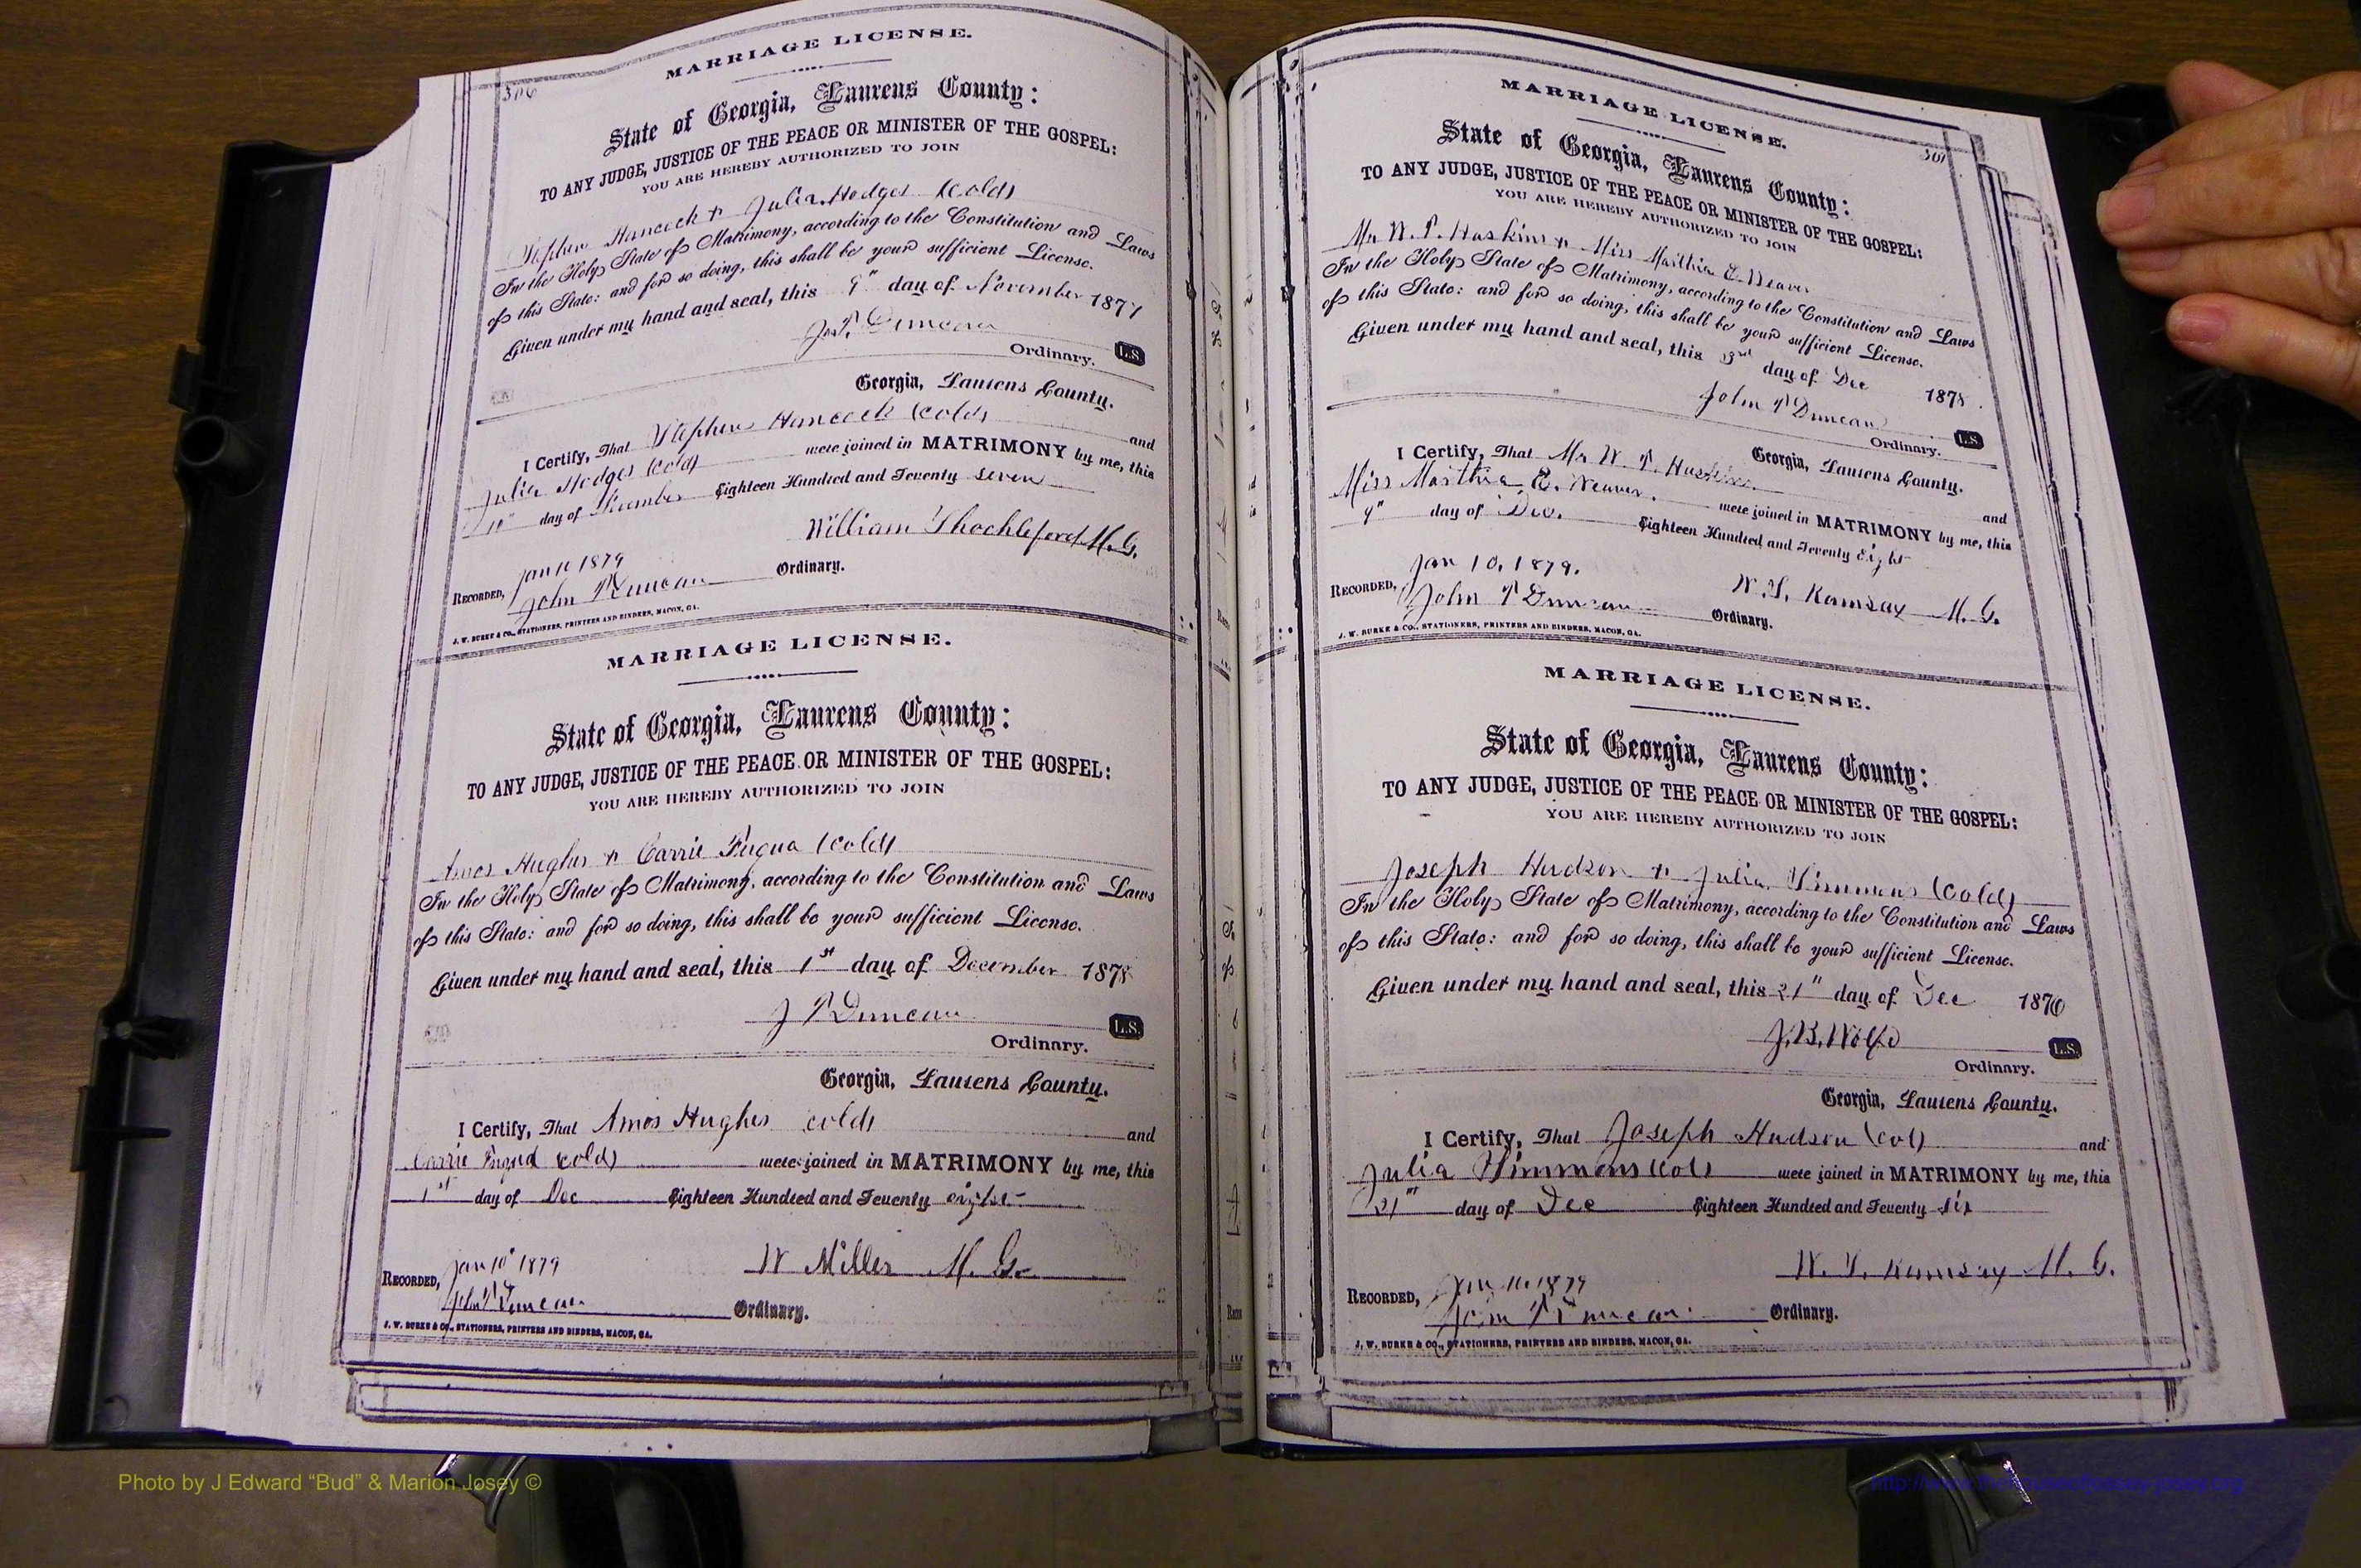 MARRIAGE LICENSE.
State of Georgia, Laurens County:
TO ANY JUDGE, JUSTICE OF THE PEACE OR MINISTER OF THE GOSPEL:
YOU ARE HEREBY AUTHORIZED TO JOIN
Stephen Hancock & Julia Hodges (cold)
In the Holy State of Matrimony, according to the Constitution and Laws
of this State: and for so doing, this shall be your sufficient License.
Given under my hand and seal, this 9" day of November 1877
Duncan
Ordinary. L.S.
Georgia, Laurens County.
I Certify, That Stephen Hancock (cold) and
Julia Hodges (cold) were joined in MATRIMONY by me, this
10" day of Eighteen Hundred and Seventy seven
William Shockleford M.G.
Jan 10 1879
RECORDED, John T Duncan Ordinary.
J. W. BURKE & CO., STATIONERS, PRINTERS AND BINDERS, MACON, GA.
MARRIAGE LICENSE.
State of Georgia, Laurens County:
TO ANY JUDGE, JUSTICE OF THE PEACE OR MINISTER OF THE GOSPEL:
YOU ARE HEREBY AUTHORIZED TO JOIN
Amos Hughes & Carrie Fuqua (cold)
In the Holy State of Matrimony, according to the Constitution and Laws
of this State: and for so doing, this shall be your sufficient License.
Given under my hand and seal, this 1st day of December 1878
J T Duncan L.S.
Ordinary.
Georgia, Laurens County.
I Certify, That Amos Hughes cold) and
Carrie Fuqua (cold) were joined in MATRIMONY by me, this
1st day of Dec Eighteen Hundred and Seventy eight
W Miller M. G.
Jan 10" 1879
RECORDED, John T Duncan Ordinary.
J. W. BURKE & CO., STATIONERS, PRINTERS AND BINDERS, MACON, GA.
MARRIAGE LICENSE.
State of Georgia, Laurens County:
TO ANY JUDGE, JUSTICE OF THE PEACE OR MINISTER OF THE GOSPEL:
YOU ARE HEREBY AUTHORIZED TO JOIN
Mr W. T. Haskins & Miss Marthia E. Weaver
In the Holy State of Matrimony, according to the Constitution and Laws
of this State: and for so doing, this shall be your sufficient License.
Given under my hand and seal, this 3rd day of Dec 1878
John T Duncan
Ordinary. L.S.
Georgia, Laurens County.
I Certify, That Mr W. T. Haskins and
Miss Marthia E. Weaver. were joined in MATRIMONY by me, this
day of Dec. Eighteen Hundred and Seventy Eight
Jan 10, 1879. W. S. Ramsay M. G.
RECORDED, John T Duncan Ordinary.
J. W. BURKE & CO., STATIONERS, PRINTERS AND BINDERS, MACON, GA.
MARRIAGE LICENSE.
State of Georgia, Laurens County:
TO ANY JUDGE, JUSTICE OF THE PEACE OR MINISTER OF THE GOSPEL:
YOU ARE HEREBY AUTHORIZED TO JOIN
Joseph Hudson & Julia Simmons (Cold)
In the Holy State of Matrimony, according to the Constitution and Laws
of this State: and for so doing, this shall be your sufficient License.
Given under my hand and seal, this 21" day of Dec 1876
J. B. Wolfe L.S.
Ordinary.
Georgia, Laurens County.
I Certify, That Joseph Hudson (col) and
Julia Simmons (col) were joined in MATRIMONY by me, this
21st day of Dec Eighteen Hundred and Seventy six
W. S. Ramsay M. G.
RECORDED, John T Duncan Ordinary.
J. W. BURKE & CO., STATIONERS, PRINTERS AND BINDERS, MACON, GA.
Photo by J Edward “Bud” & Marion Josey ©